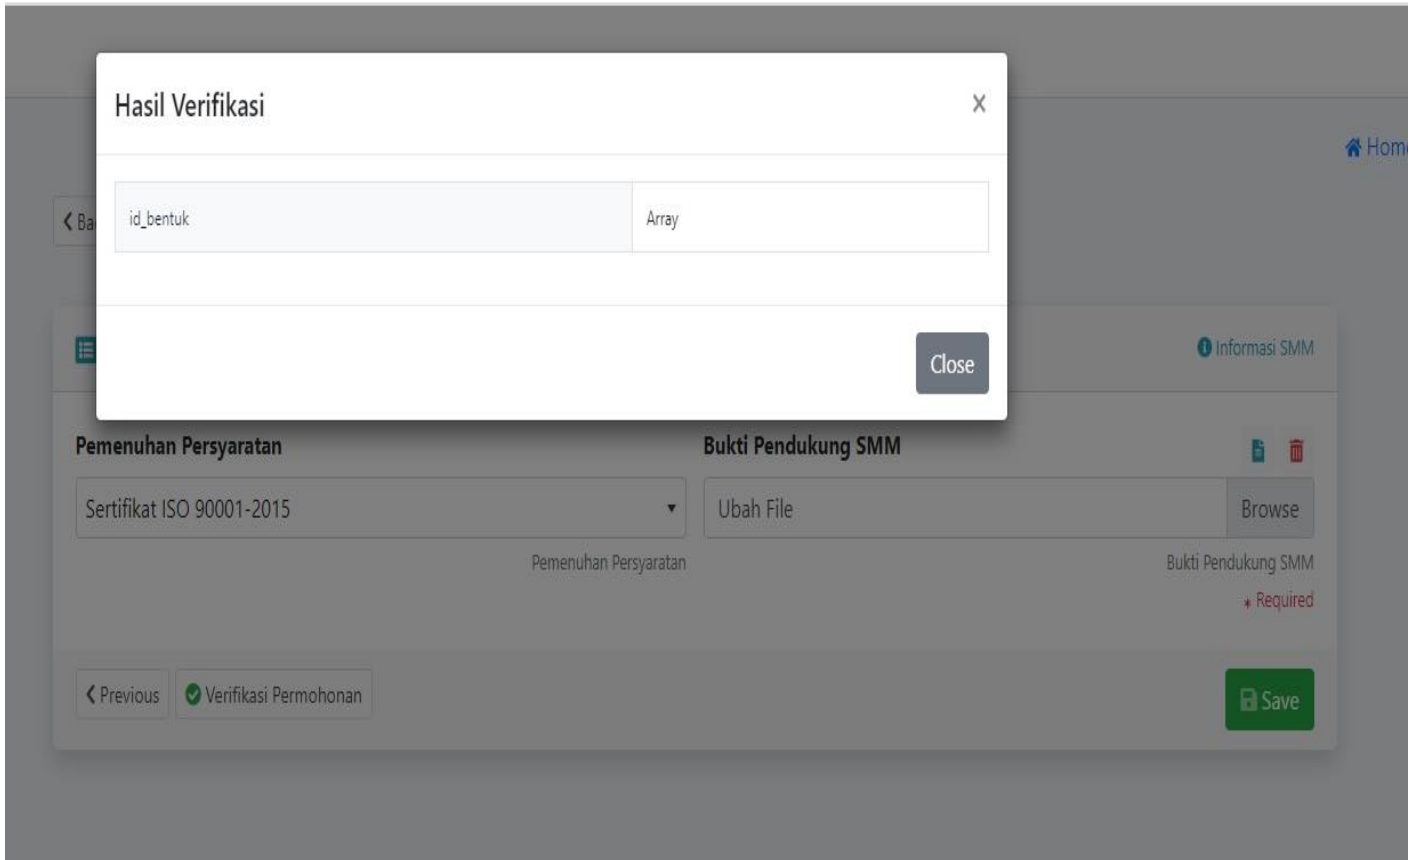 Hasil Verifikasi
Home
id_bentuk Array
Close
Informasi SMM
Pemenuhan Persyaratan
Bukti Pendukung SMM
Sertifikat ISO 90001-2015
Ubah File
Browse
Pemenuhan Persyaratan
Bukti Pendukung SMM
* Required
Previous
Verifikasi Permohonan
Save